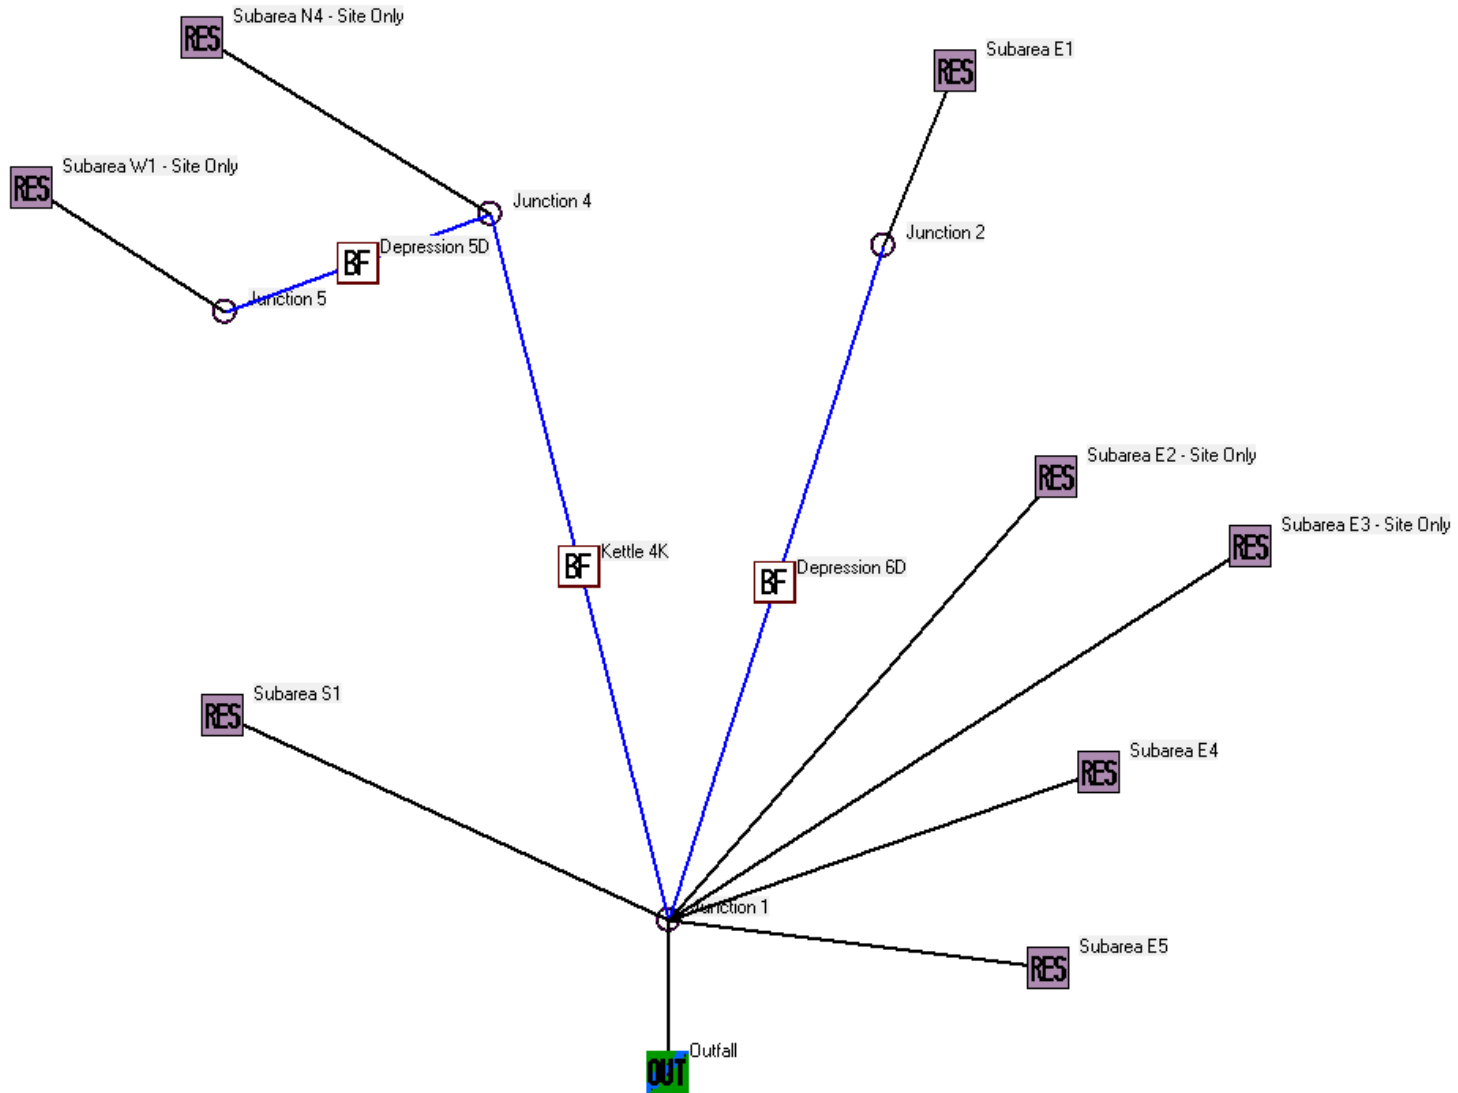 RES Subarea N4 - Site Only
RES Subarea E1
RES Subarea W1 - Site Only
Junction 4
Junction 2
BF Depression 5D
Junction 5
RES Subarea E2 - Site Only
RES Subarea E3 - Site Only
BF Kettle 4K
BF Depression 6D
RES Subarea S1
RES Subarea E4
Junction 1
RES Subarea E5
OUT Outfall